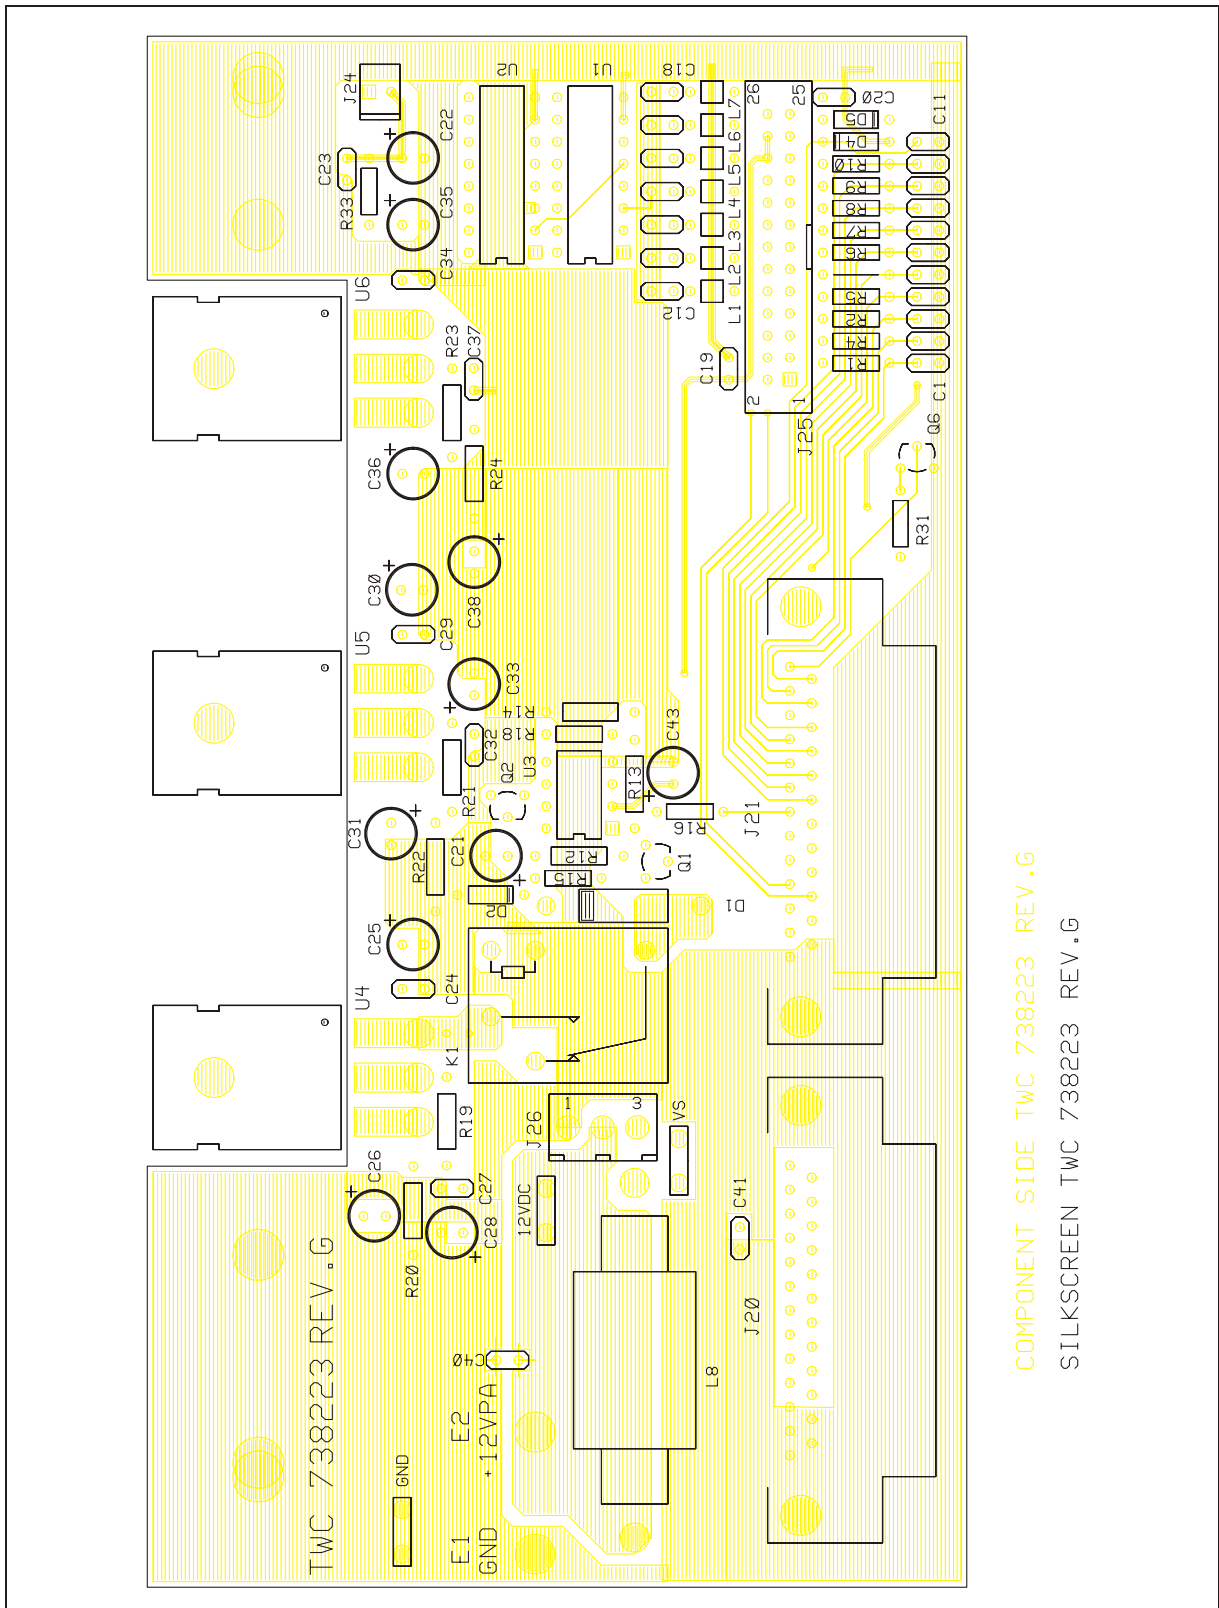 J24
U2
U1
C18
L7
26
25
C20
C11
C22
C23
R33
C35
C34
U6
L6
L5
L4
L3
L2
L1
C12
D5
D4
R10
R9
R8
R7
R6
R5
R2
R4
R1
C1
R23
C37
C19
2
1
J25
Q6
C36
R24
R31
C30
C38
U5
C29
C33
R14
R18
C32
Q2
U3
R13
C43
R21
R16
J21
C31
R22
C21
R12
R15
Q1
D2
D1
C25
U4
C24
K1
R19
J26
1
3
VS
C26
C27
12VDC
C28
C41
R20
J20
C40
L8
TWC 738223 REV.G
GND
E2
+12VPA
E1
GND
COMPONENT SIDE TWC 738223 REV.G
SILKSCREEN TWC 738223 REV.G